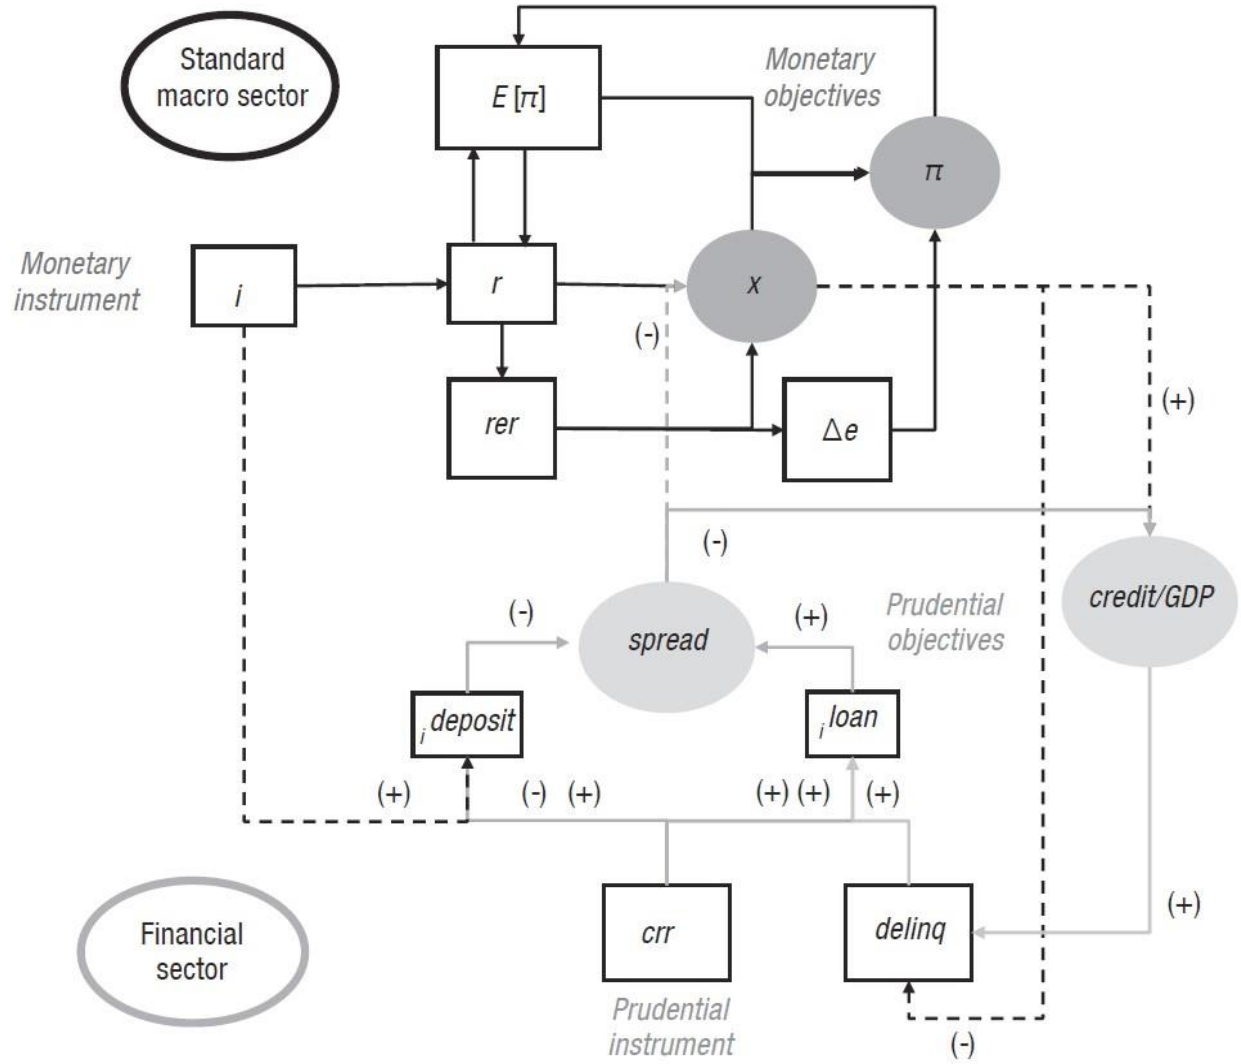 Standard
macro sector
E [π]
Monetary
objectives
π
Monetary
instrument
i
r
x
(-)
(+)
rer
Δe
(-)
credit/GDP
(-)
spread
(+)
Prudential
objectives
i deposit
i loan
(+)
(-) (+)
(+) (+)
(+)
(+)
Financial
sector
crr
delinq
Prudential
instrument
(-)